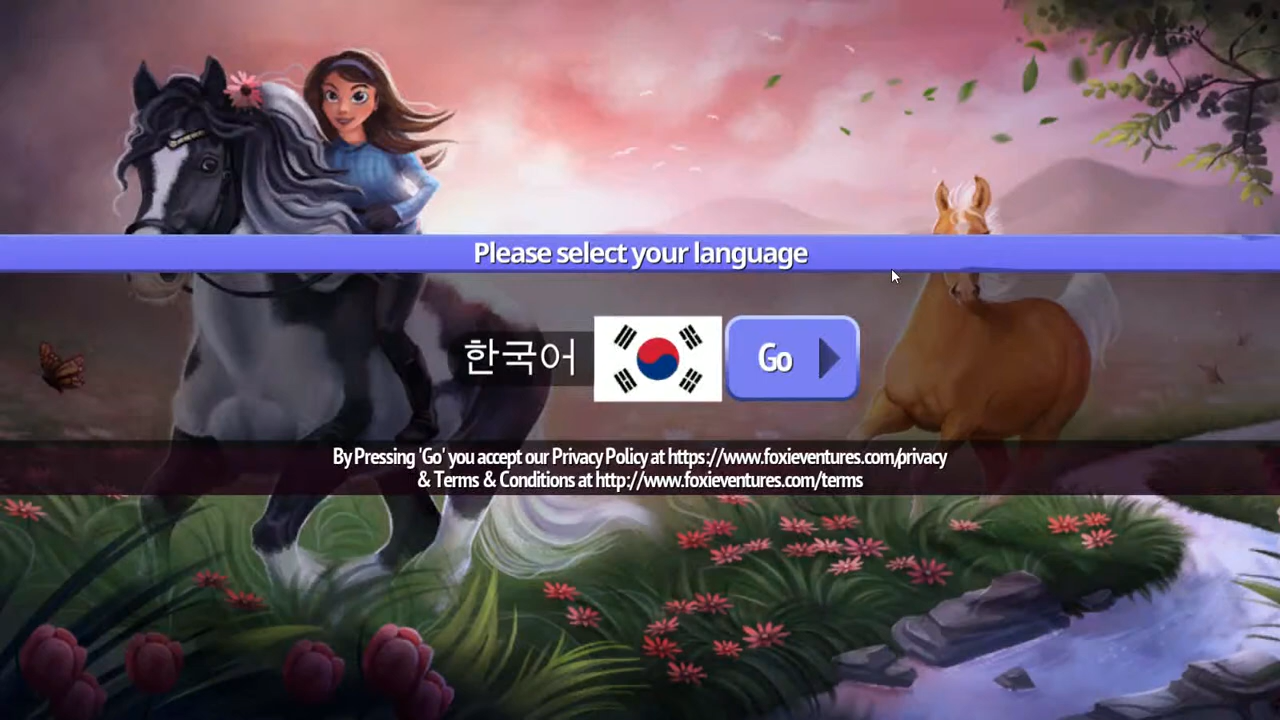 Please select your language
한국어
Go
By Pressing 'Go' you accept our Privacy Policy at https://www.foxieventures.com/privacy
& Terms & Conditions at http://www.foxieventures.com/terms